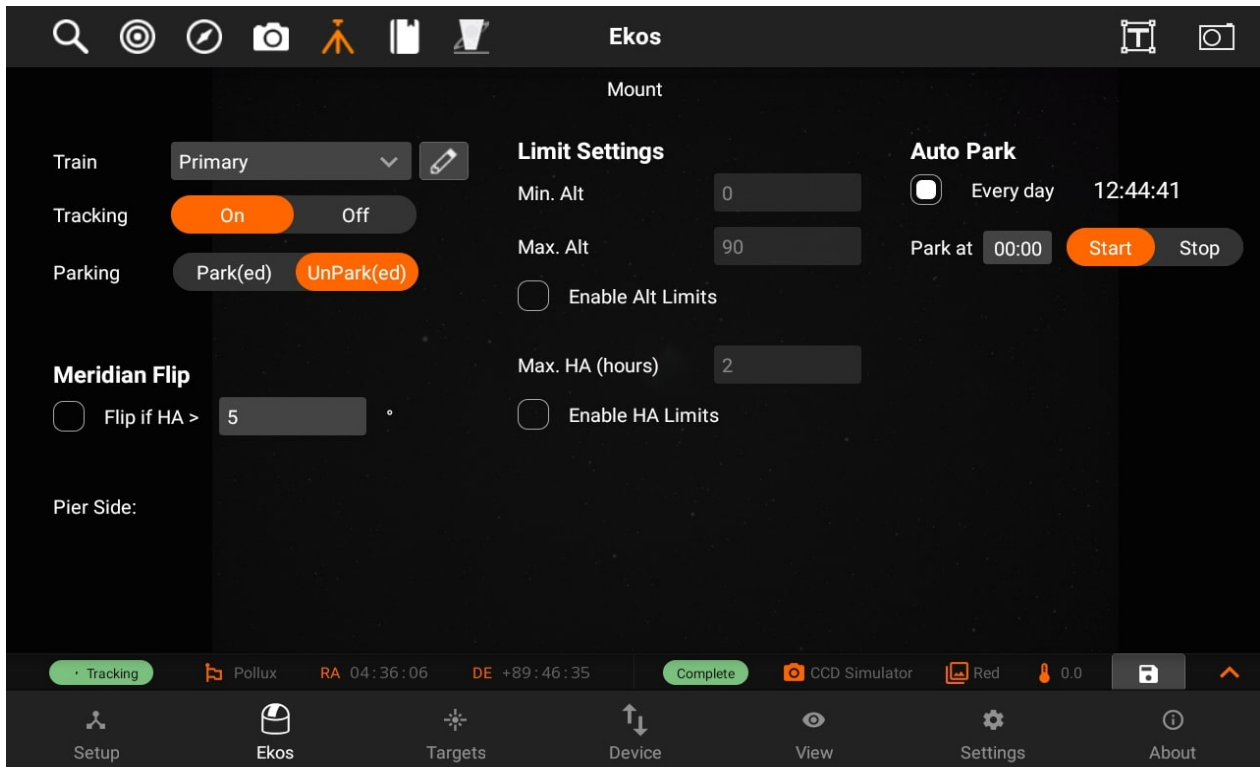 Ekos
Mount
Train Primary
Tracking On Off
Parking Park(ed) UnPark(ed)
Meridian Flip
Flip if HA > 5 °
Pier Side:
Limit Settings
Min. Alt 0
Max. Alt 90
Enable Alt Limits
Max. HA (hours) 2
Enable HA Limits
Auto Park
Every day 12:44:41
Park at 00:00 Start Stop
· Tracking Pollux RA 04:36:06 DE +89:46:35 Complete CCD Simulator Red 0.0
Setup Ekos Targets Device View Settings About